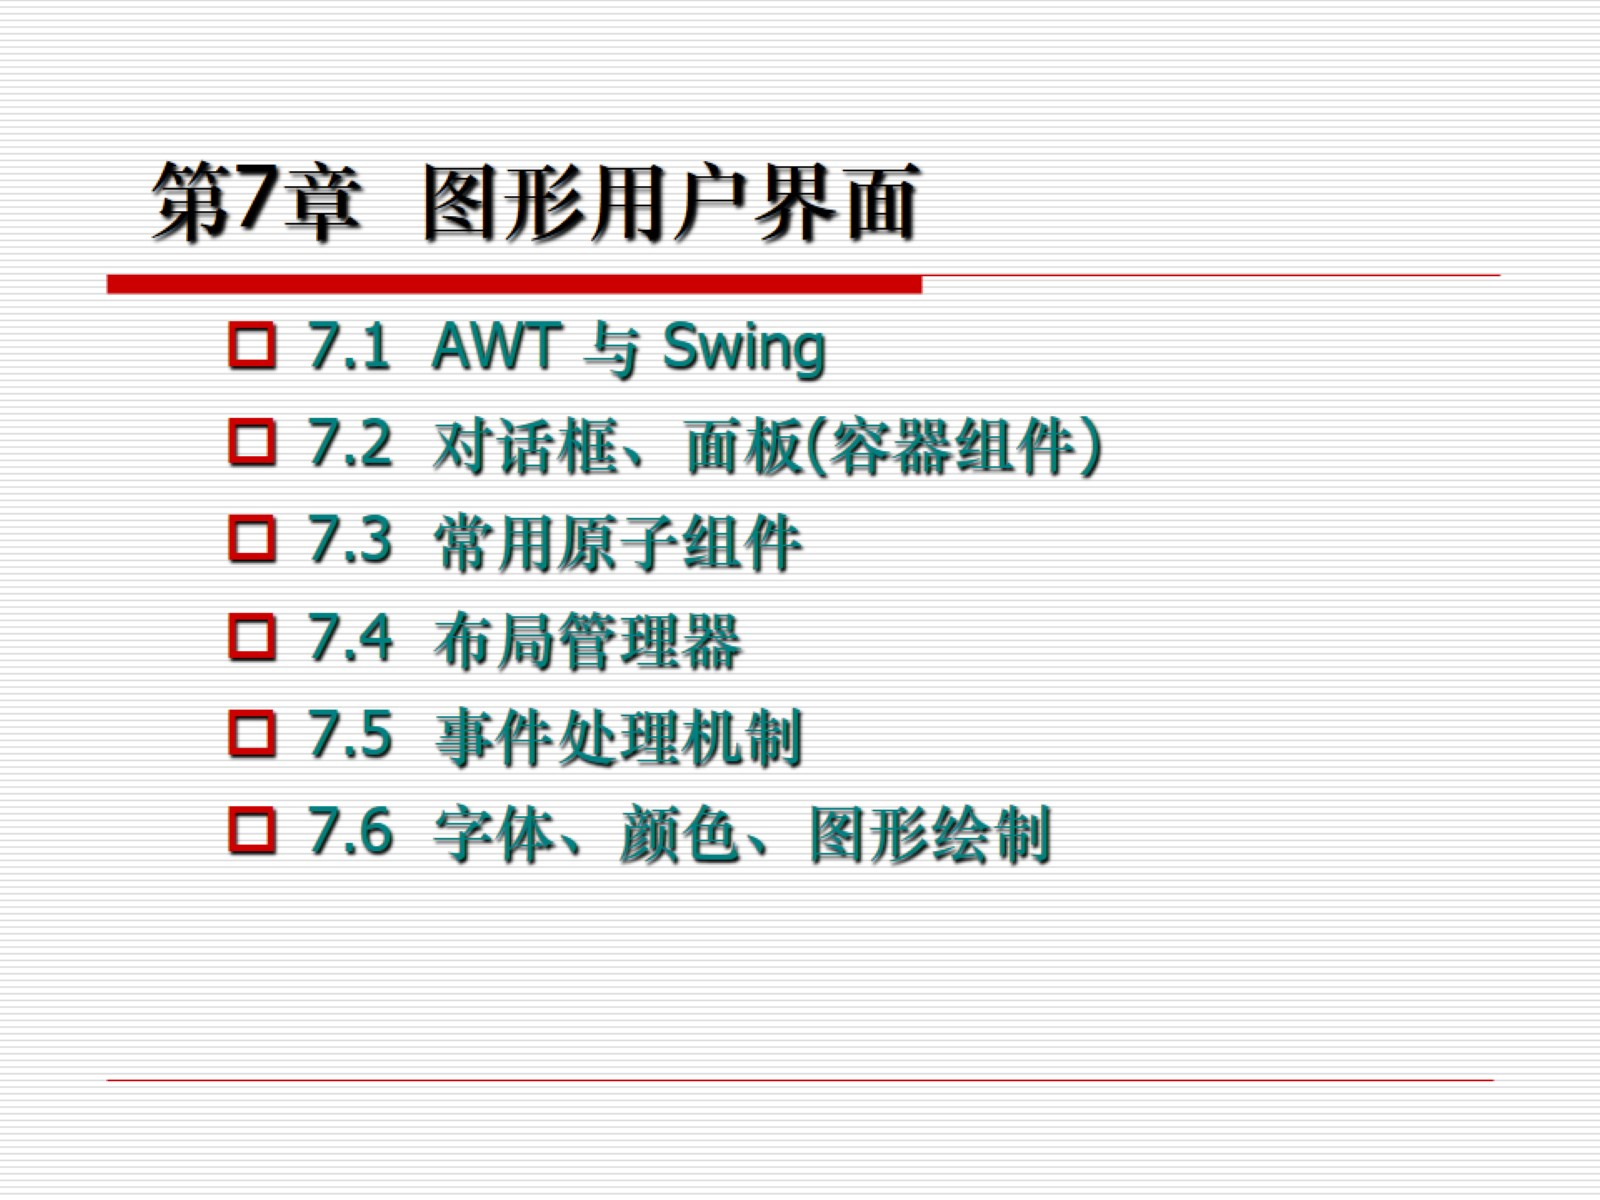 第7章 图形用户界面
7.1 AWT 与 Swing
7.2 对话框、面板(容器组件)
7.3 常用原子组件
7.4 布局管理器
7.5 事件处理机制
7.6 字体、颜色、图形绘制